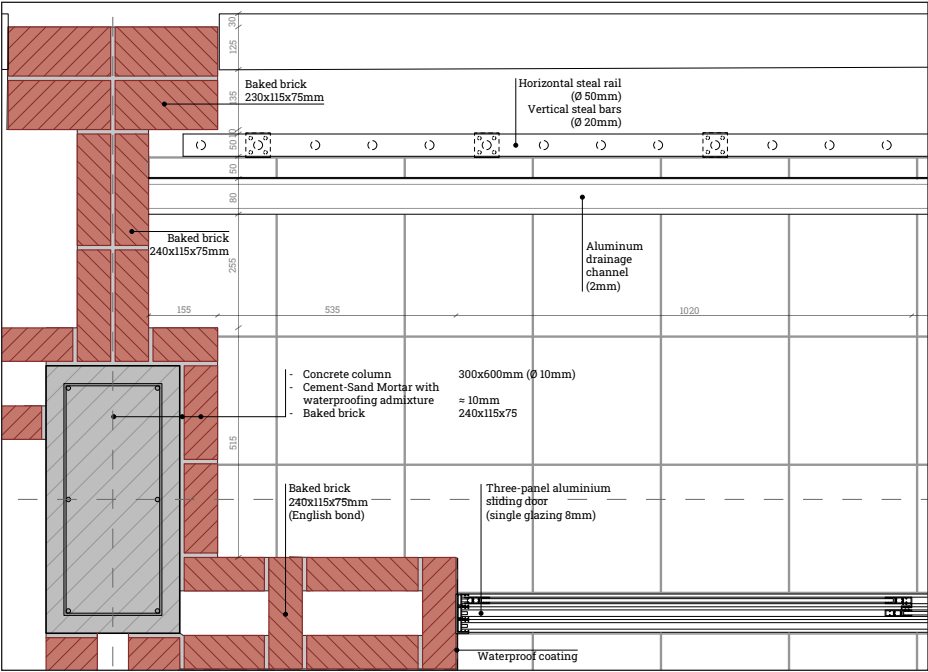 30
125
Baked brick
230x115x75mm
135
Horizontal steal rail
(Ø 50mm)
Vertical steal bars
(Ø 20mm)
10
50
50
80
Baked brick
240x115x75mm
255
Aluminum
drainage
channel
(2mm)
155
535
1020
- Concrete column 300x600mm (Ø 10mm)
- Cement-Sand Mortar with
waterproofing admixture ≈ 10mm
- Baked brick 240x115x75
515
Baked brick
240x115x75mm
(English bond)
Three-panel aluminium
sliding door
(single glazing 8mm)
Waterproof coating